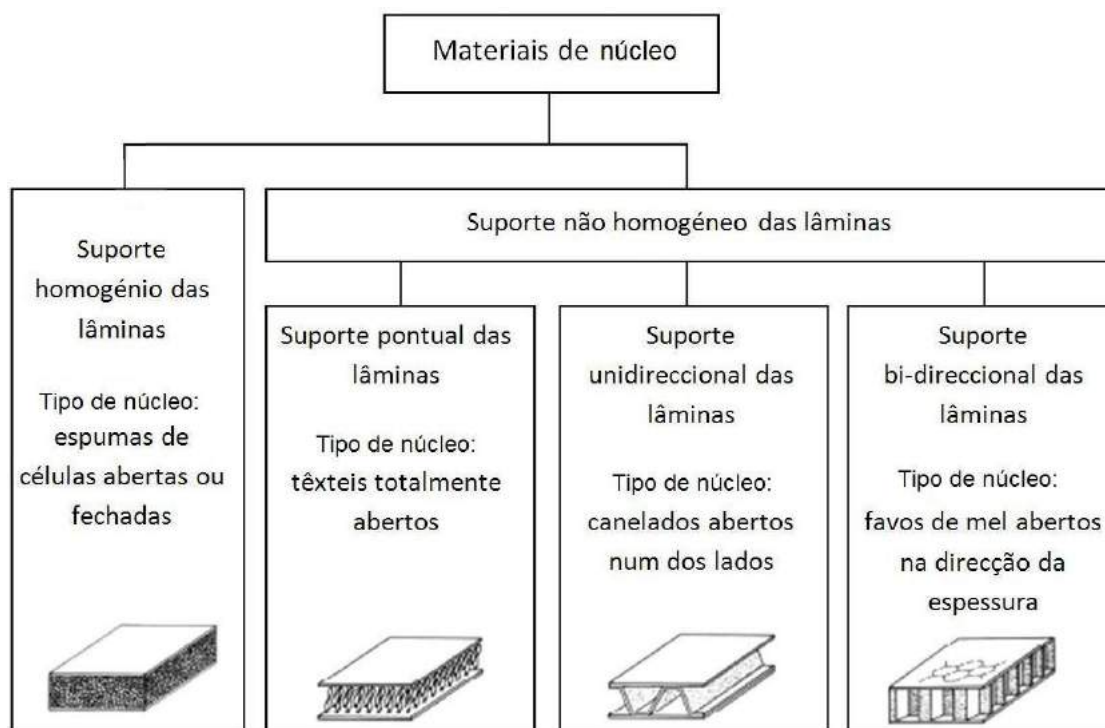 Materiais de núcleo
Suporte
homogénio das
lâminas
Tipo de núcleo:
espumas de
células abertas ou
fechadas
Suporte não homogéneo das lâminas
Suporte pontual das
lâminas
Tipo de núcleo:
têxteis totalmente
abertos
Suporte
unidireccional das
lâminas
Tipo de núcleo:
canelados abertos
num dos lados
Suporte
bi-direccional das
lâminas
Tipo de núcleo:
favos de mel abertos
na direcção da
espessura